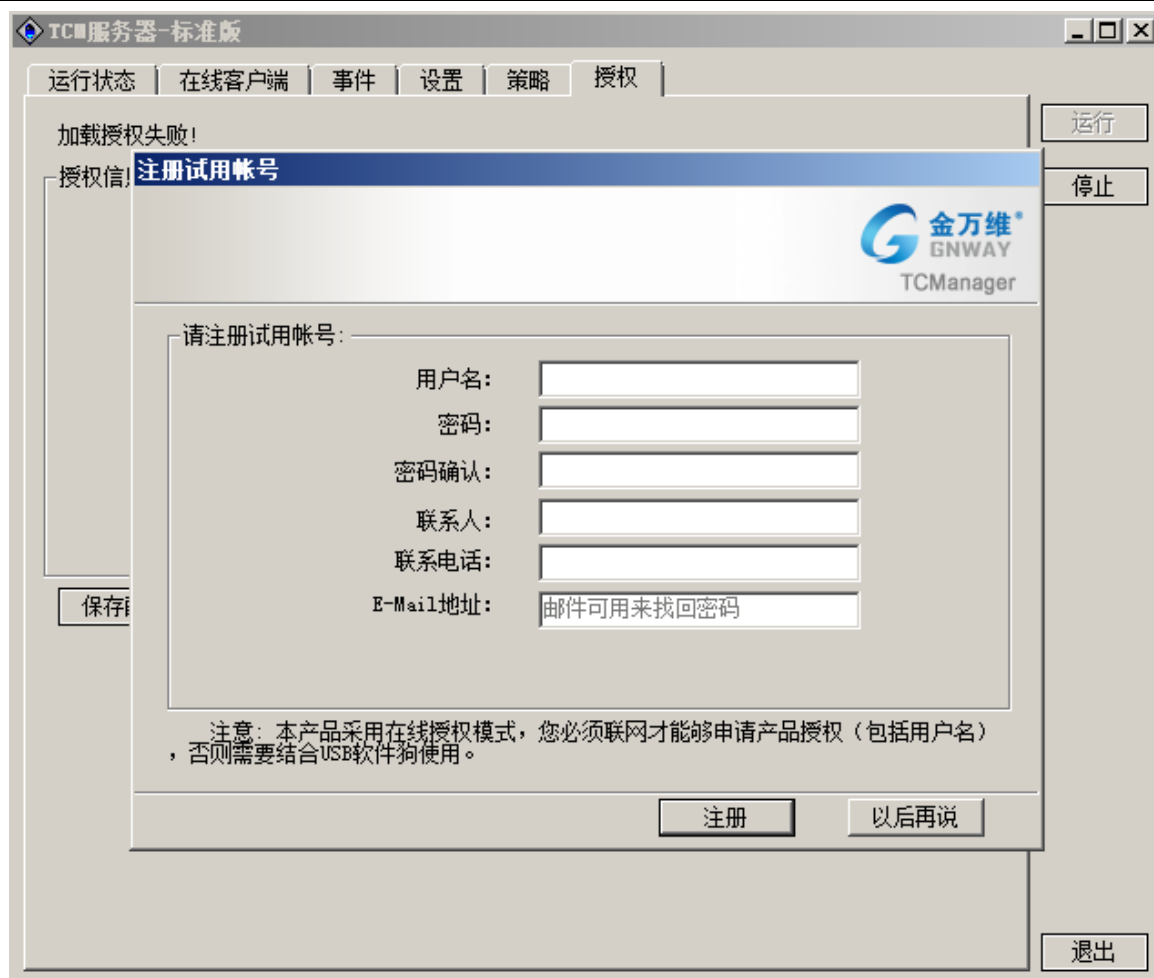 TCM服务器-标准版
运行状态 在线客户端 事件 设置 策略 授权
加载授权失败!
运行
授权信息
停止
注册试用帐号
金万维®
GNWAY
TCManager
请注册试用帐号:
用户名:
密码:
密码确认:
联系人:
联系电话:
E-Mail地址: 邮件可用来找回密码
保存
注意: 本产品采用在线授权模式，您必须联网才能够申请产品授权（包括用户名）
，否则需要结合USB软件狗使用。
注册 以后再说
退出